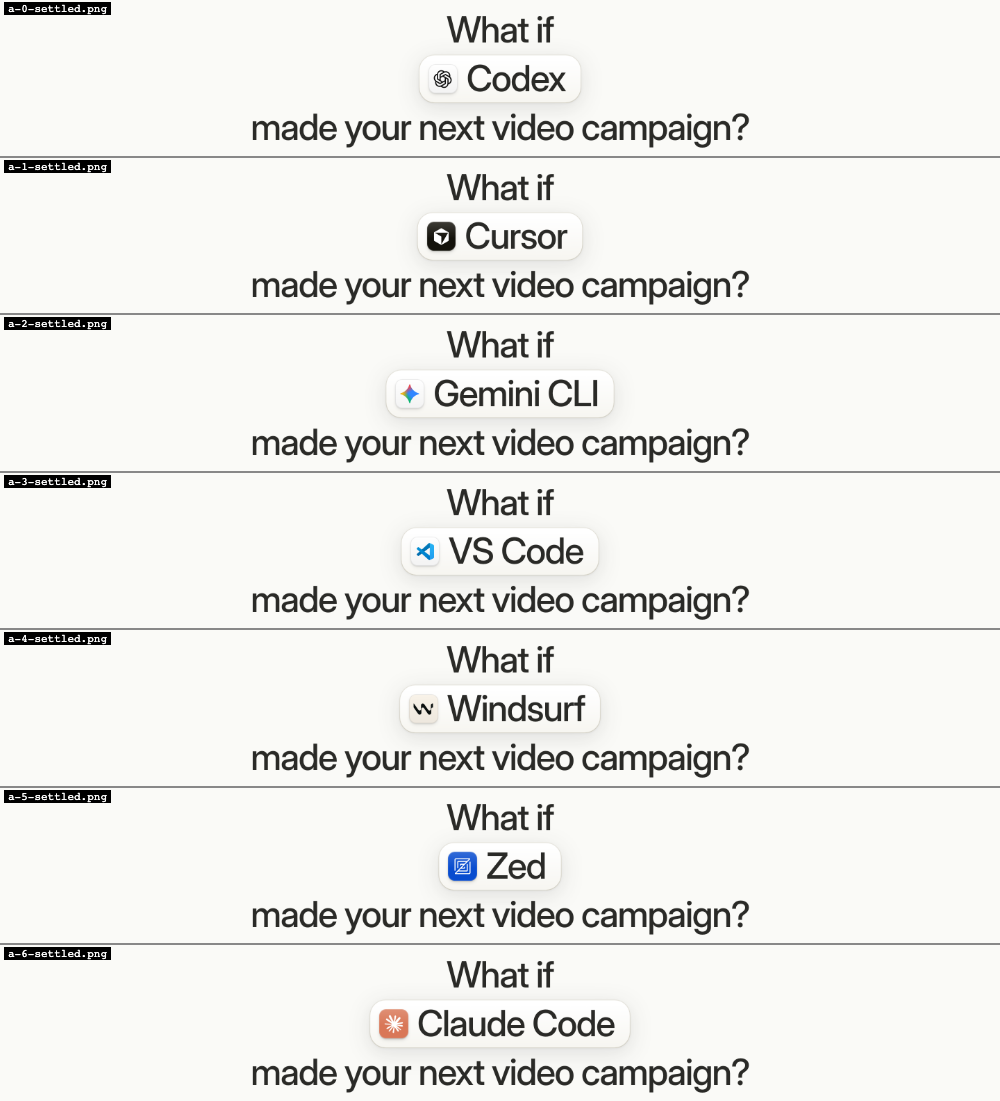 a-0-settled.png
What if
Codex
made your next video campaign?
a-1-settled.png
What if
Cursor
made your next video campaign?
a-2-settled.png
What if
Gemini CLI
made your next video campaign?
a-3-settled.png
What if
VS Code
made your next video campaign?
a-4-settled.png
What if
Windsurf
made your next video campaign?
a-5-settled.png
What if
Zed
made your next video campaign?
a-6-settled.png
What if
Claude Code
made your next video campaign?